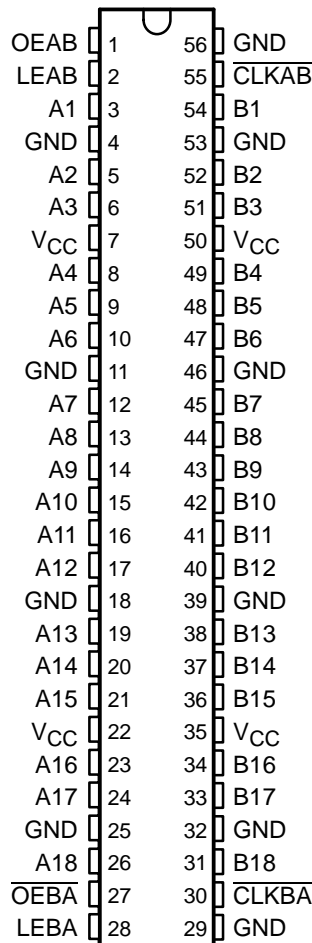 OEAB 1 56 GND
LEAB 2 55 CLKAB
A1 3 54 B1
GND 4 53 GND
A2 5 52 B2
A3 6 51 B3
VCC 7 50 VCC
A4 8 49 B4
A5 9 48 B5
A6 10 47 B6
GND 11 46 GND
A7 12 45 B7
A8 13 44 B8
A9 14 43 B9
A10 15 42 B10
A11 16 41 B11
A12 17 40 B12
GND 18 39 GND
A13 19 38 B13
A14 20 37 B14
A15 21 36 B15
VCC 22 35 VCC
A16 23 34 B16
A17 24 33 B17
GND 25 32 GND
A18 26 31 B18
OEBA 27 30 CLKBA
LEBA 28 29 GND